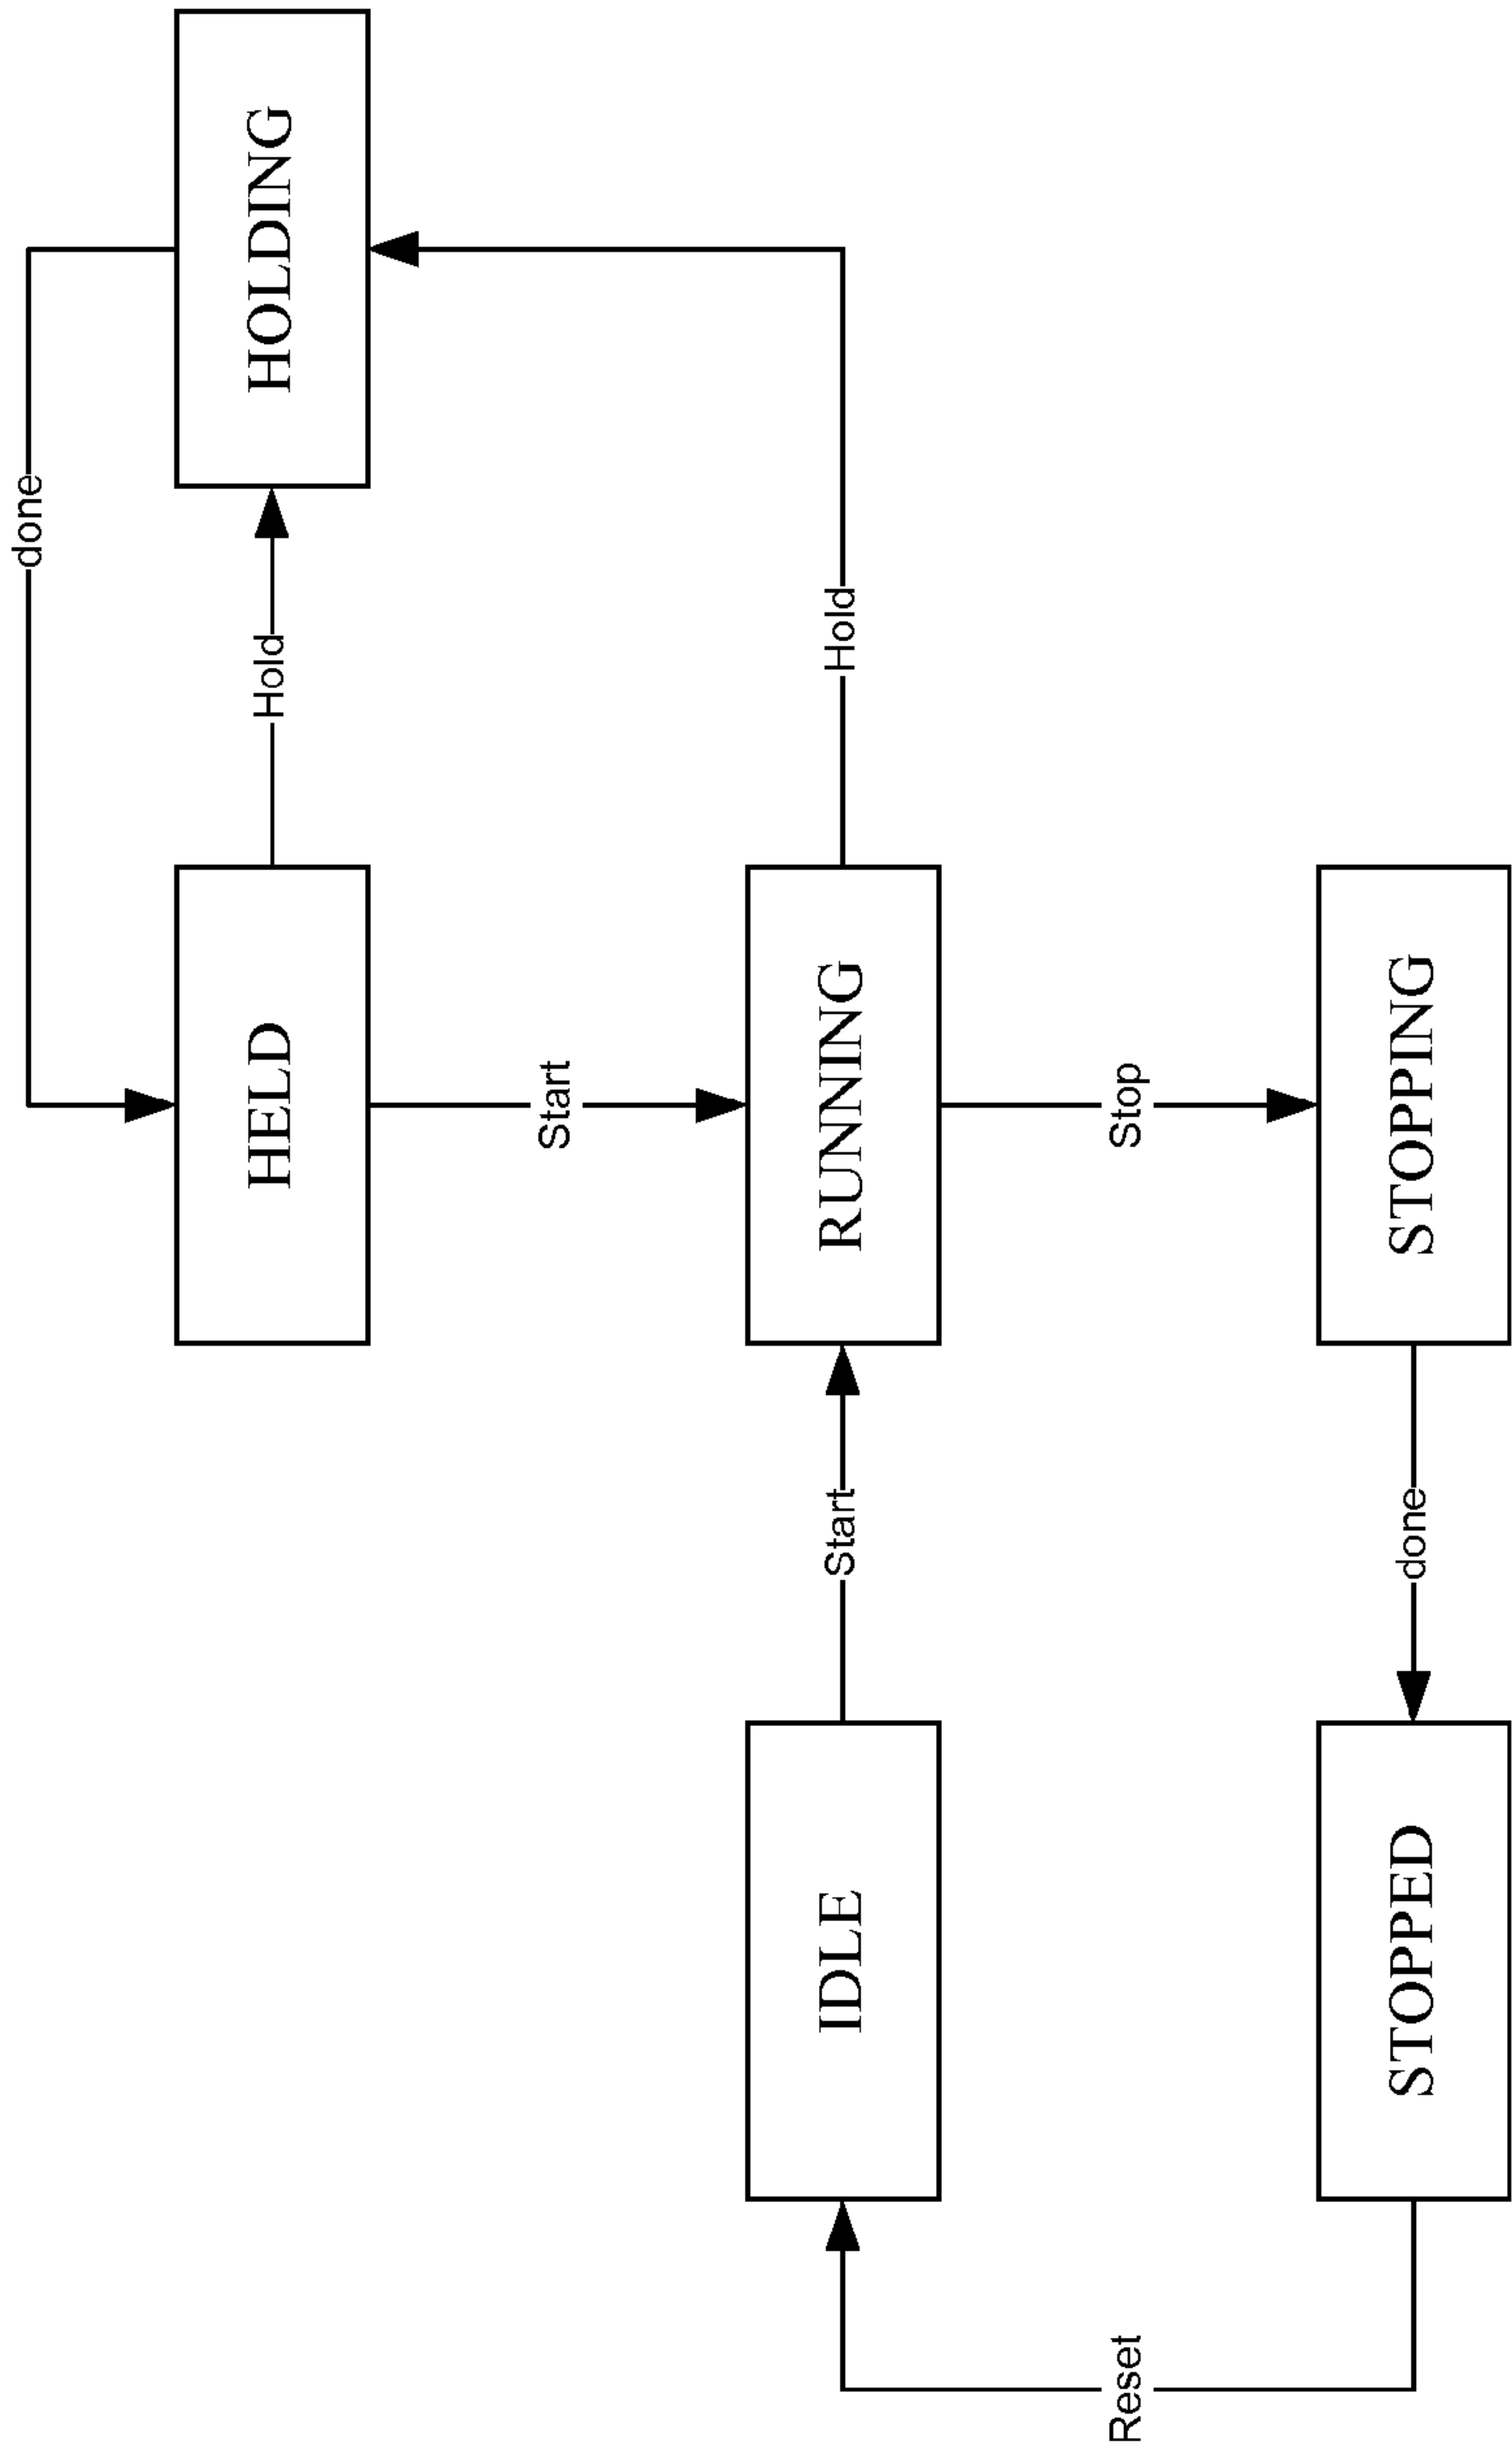 done
HELD
Hold
HOLDING
Start
IDLE
Start
RUNNING
Hold
Reset
Stop
STOPPED
done
STOPPING